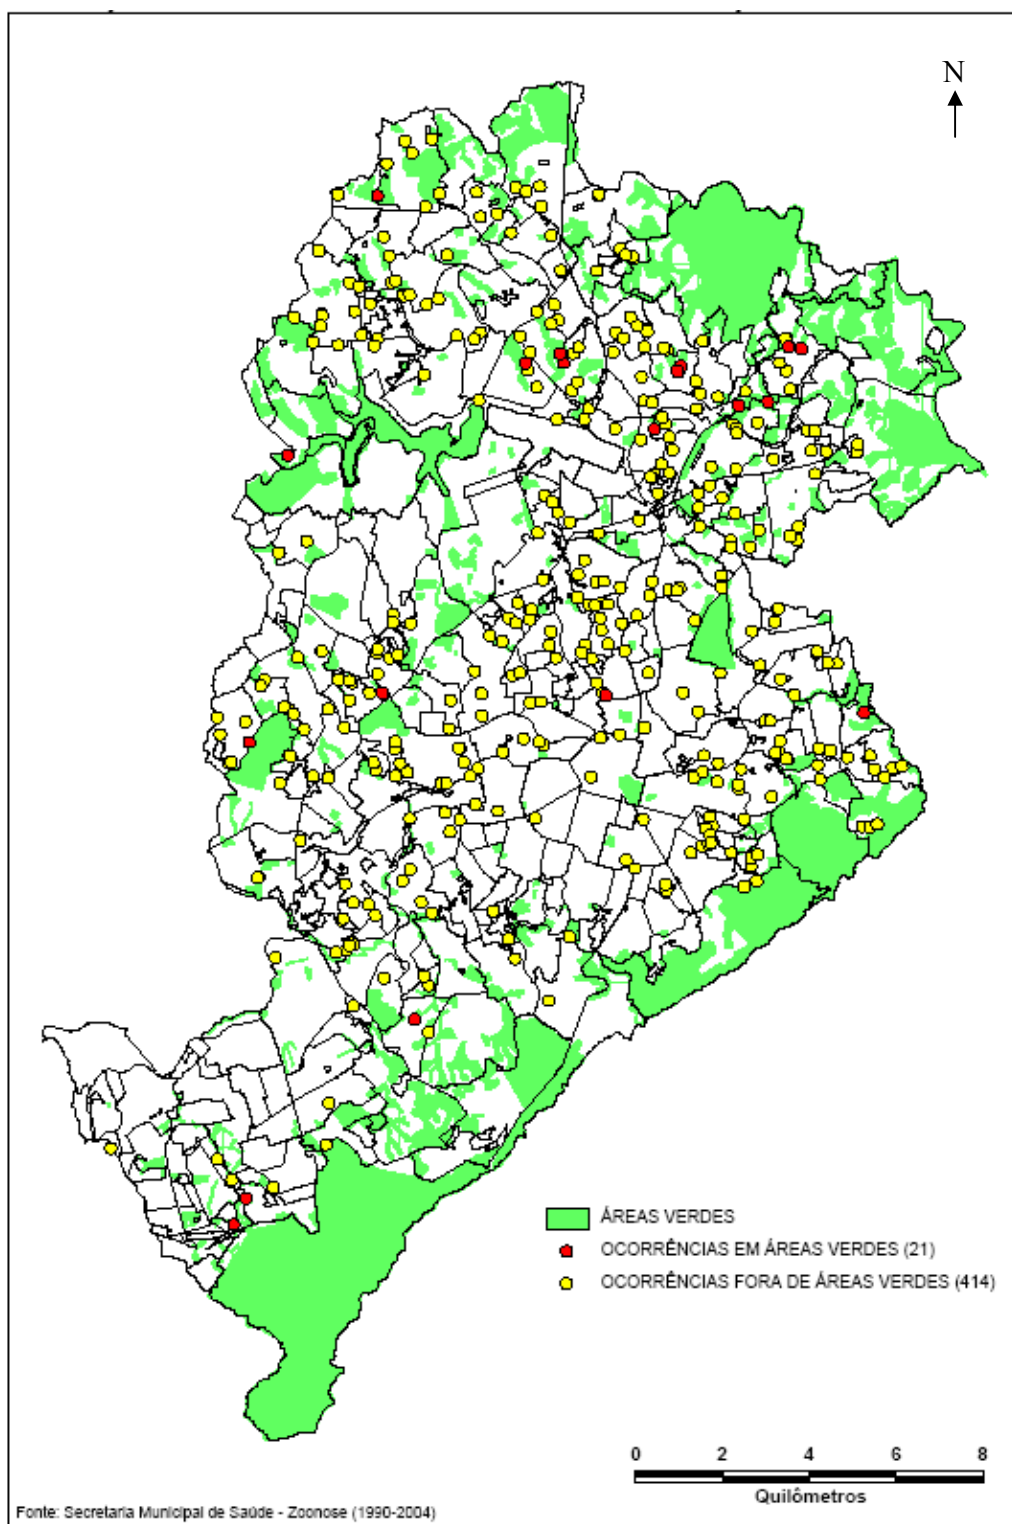 N
ÁREAS VERDES
OCORRÊNCIAS EM ÁREAS VERDES (21)
OCORRÊNCIAS FORA DE ÁREAS VERDES (414)
0 2 4 6 8
Quilômetros
Fonte: Secretaria Municipal de Saúde - Zoonose (1990-2004)